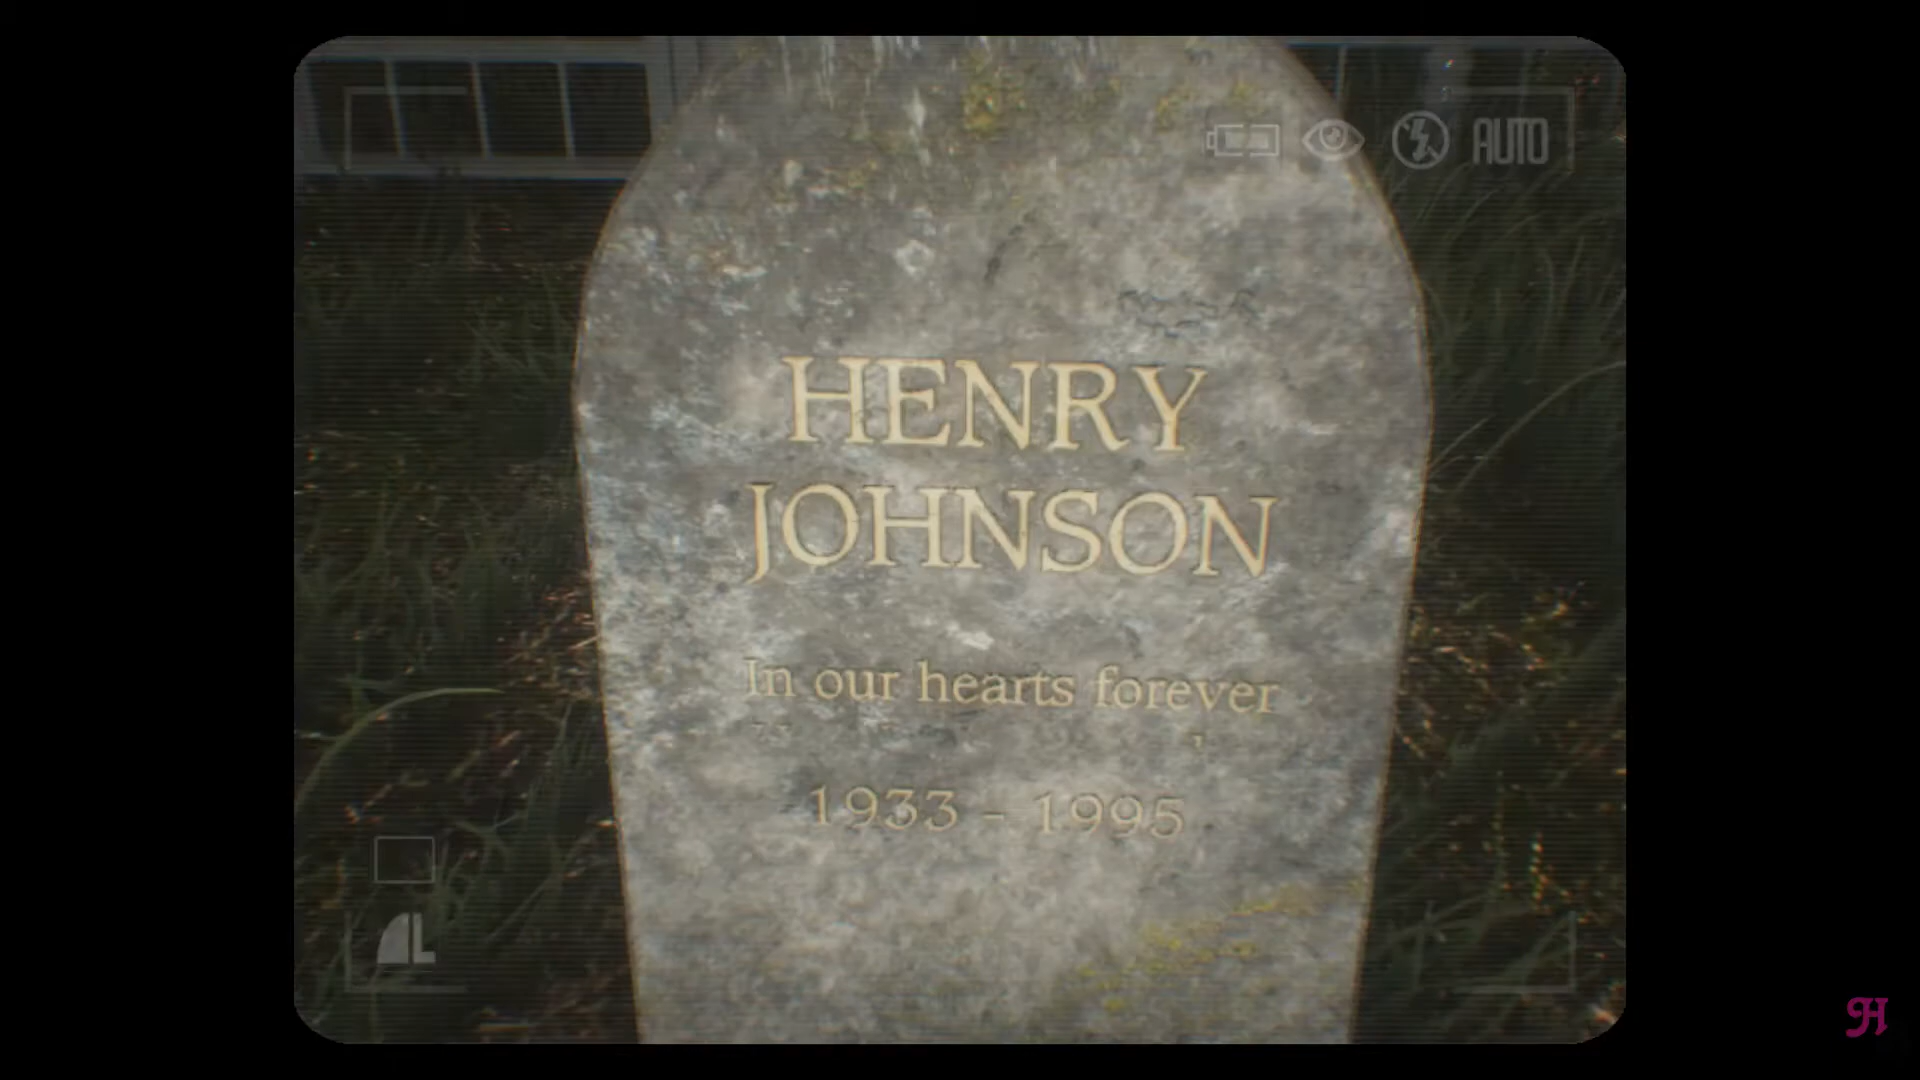 AUTO
HENRY
JOHNSON
In our hearts forever
1933 - 1995
L